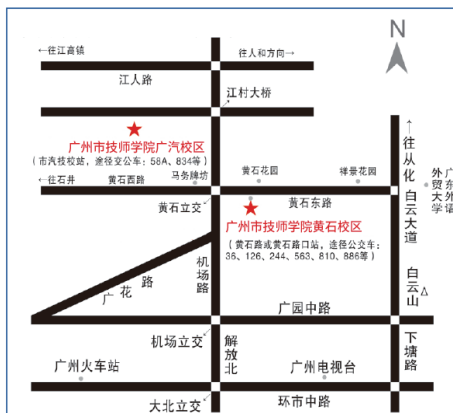 N
←往江高镇
往人和方向→
江人路
江村大桥
广州市技师学院广汽校区
（市汽技校站，途径交公车：58A、834等）
←往从化
广东外语
外贸大学
←往石井
黄石西路
马务牌坊
黄石花园
祥景花园
黄石立交
黄石东路
白云大道
广州市技师学院黄石校区
（黄石路或黄石路口站，途径公交车：
36、126、244、563、810、886等）
机场路
广花路
白云山
广园中路
机场立交
解放北
下塘路
广州火车站
广州电视台
大北立交
环市中路